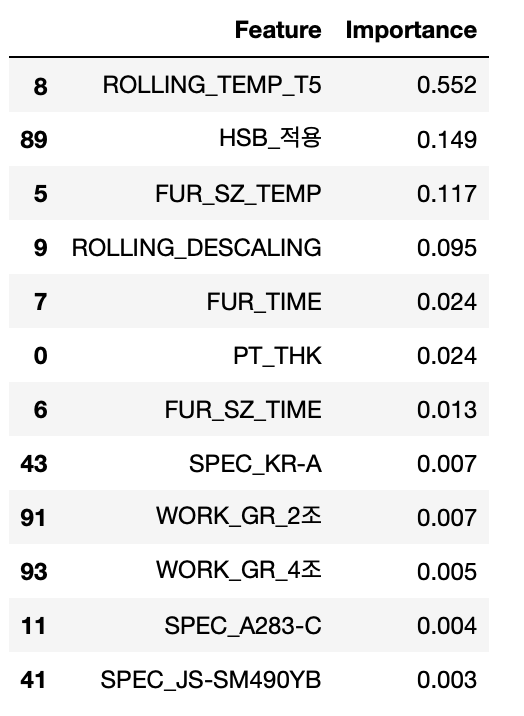 Feature Importance
8 ROLLING_TEMP_T5 0.552
89 HSB_적용 0.149
5 FUR_SZ_TEMP 0.117
9 ROLLING_DESCALING 0.095
7 FUR_TIME 0.024
0 PT_THK 0.024
6 FUR_SZ_TIME 0.013
43 SPEC_KR-A 0.007
91 WORK_GR_2조 0.007
93 WORK_GR_4조 0.005
11 SPEC_A283-C 0.004
41 SPEC_JS-SM490YB 0.003